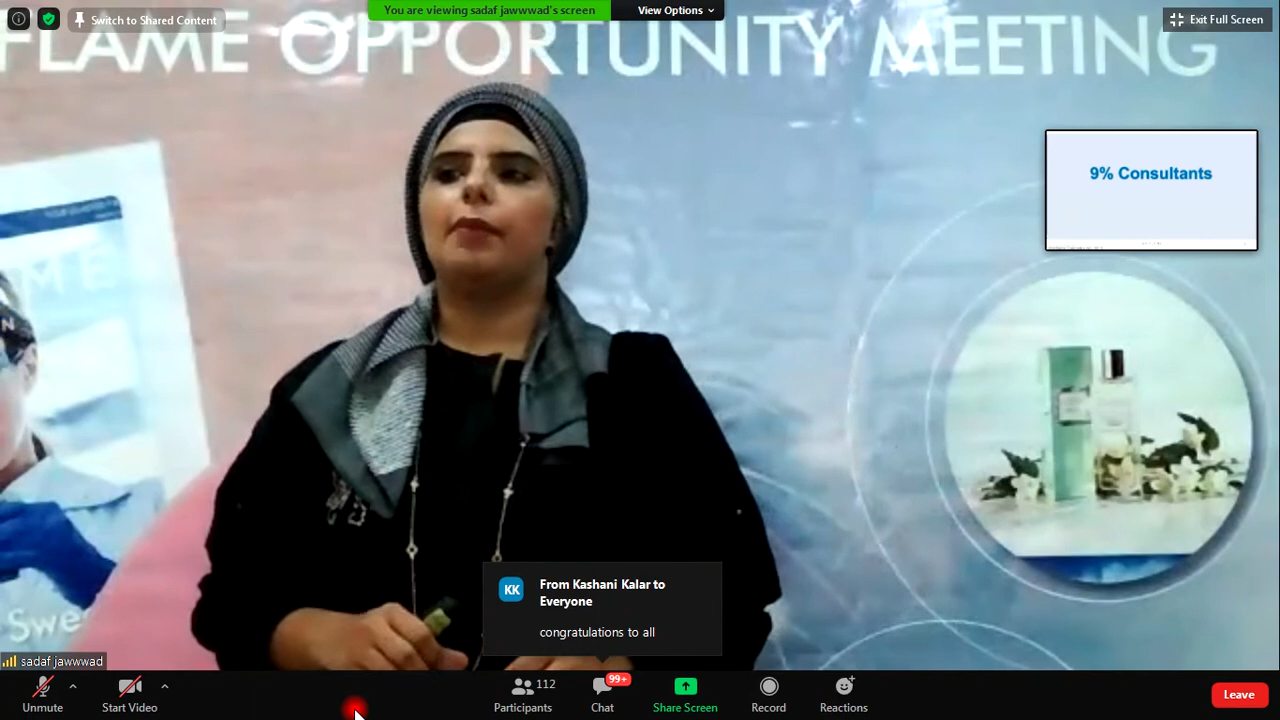 Switch to Shared Content
You are viewing sadaf jawwwad's screen
View Options
Exit Full Screen
FLAME OPPORTUNITY MEETING
9% Consultants
N
Swe
KK
From Kashani Kalar to
Everyone
congratulations to all
sadaf jawwwad
Unmute
Start Video
112
Participants
99+
Chat
Share Screen
Record
Reactions
Leave